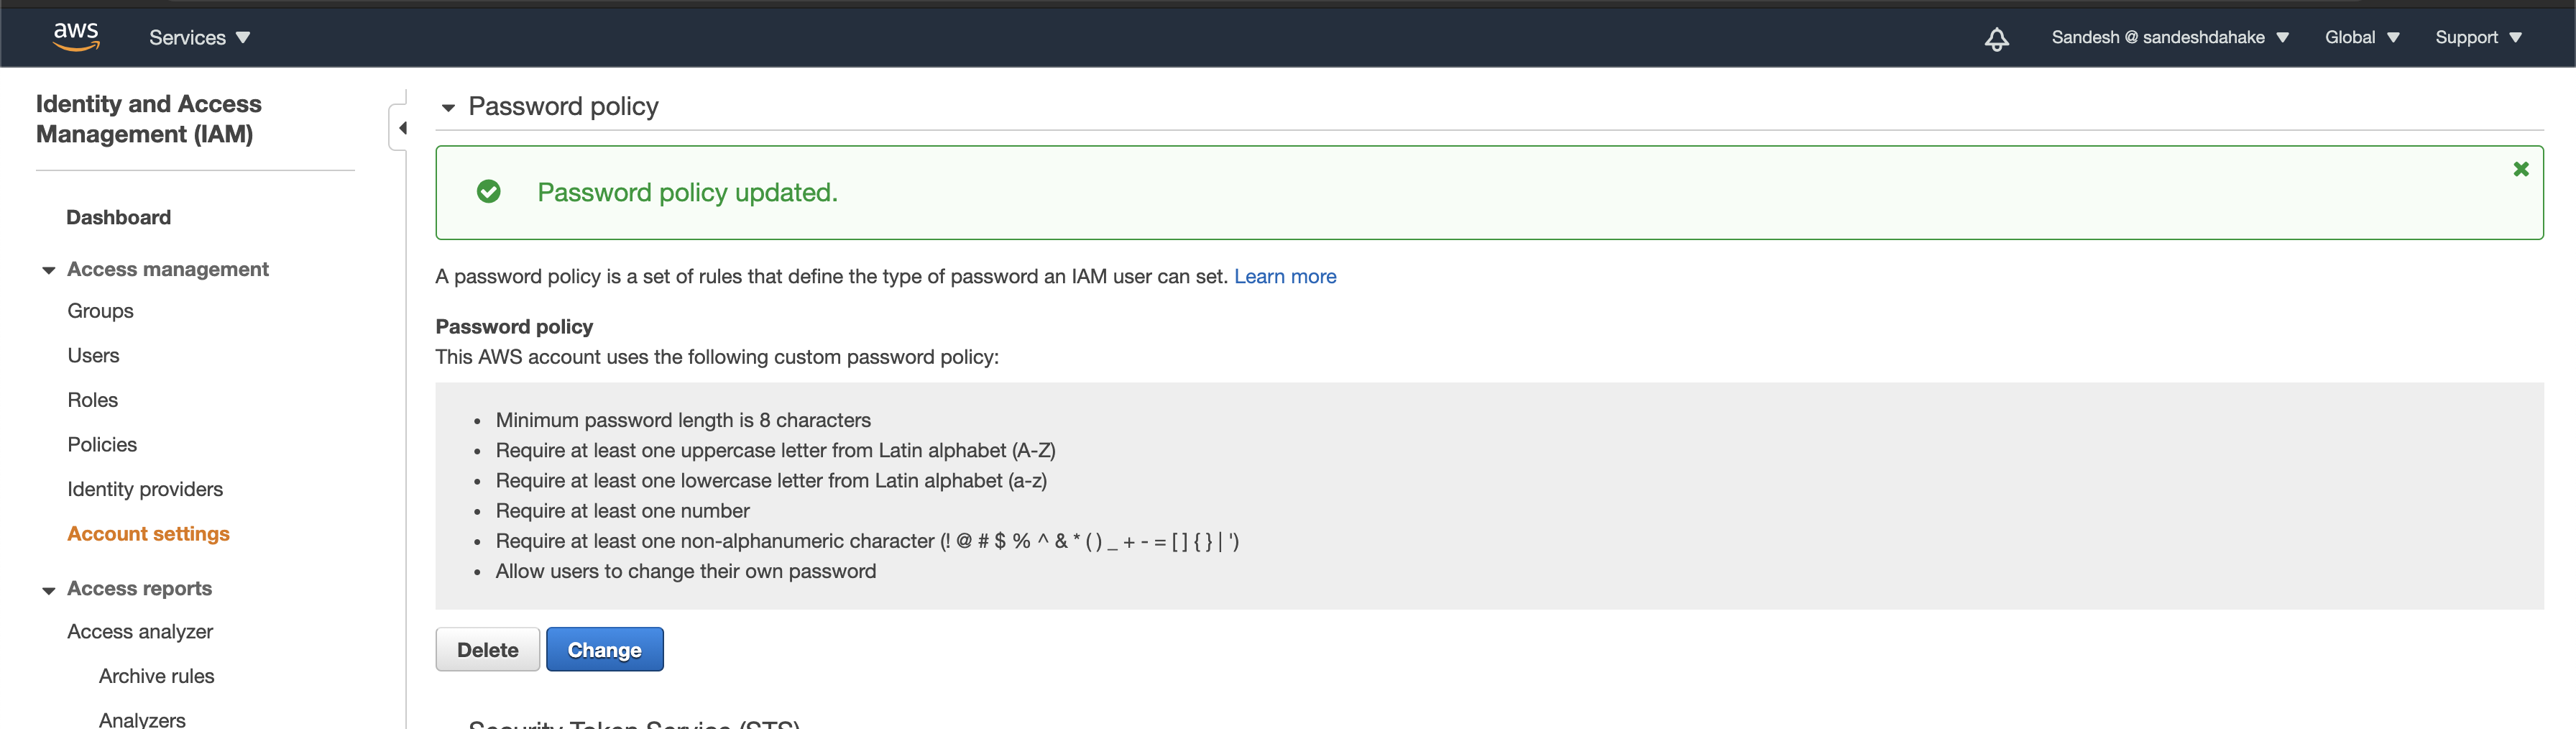 aws
Services
Sandesh @ sandeshdahake
Global
Support
Identity and Access
Management (IAM)
Dashboard
Access management
Groups
Users
Roles
Policies
Identity providers
Account settings
Access reports
Access analyzer
Archive rules
Analyzers
Password policy
Password policy updated.
A password policy is a set of rules that define the type of password an IAM user can set. Learn more
Password policy
This AWS account uses the following custom password policy:
• Minimum password length is 8 characters
• Require at least one uppercase letter from Latin alphabet (A-Z)
• Require at least one lowercase letter from Latin alphabet (a-z)
• Require at least one number
• Require at least one non-alphanumeric character (! @ # $ % ^ & * ( ) _ + - = [ ] { } | ')
• Allow users to change their own password
Delete
Change
Security Token Service (STS)